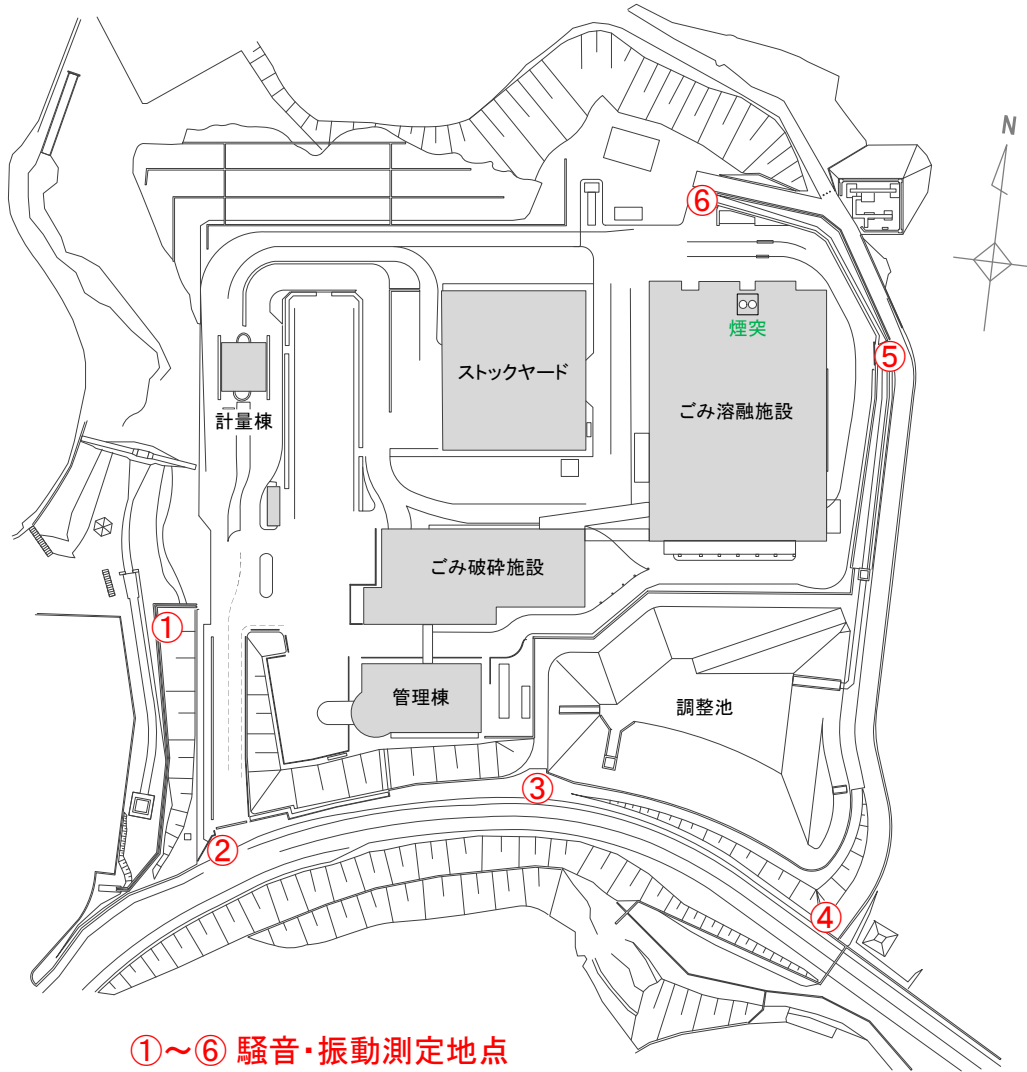 N
⑥
煙突
⑤
ストックヤード
ごみ溶融施設
計量棟
ごみ破砕施設
①
管理棟
調整池
③
②
④
①～⑥ 騒音・振動測定地点